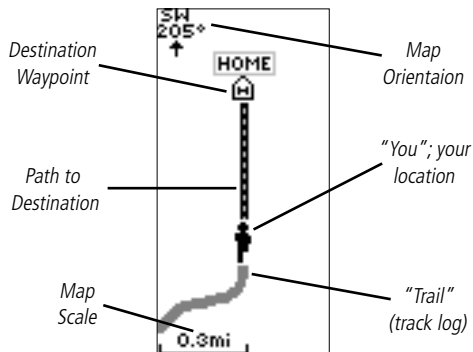 SW
205°
HOME
0.3mi
Destination
Waypoint
Map
Orientaion
Path to
Destination
"You"; your
location
Map
Scale
"Trail"
(track log)